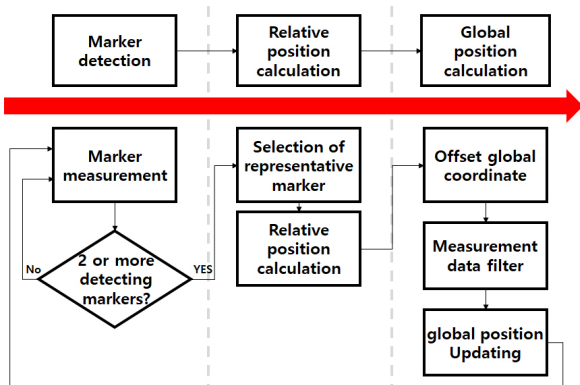 Marker
detection
Relative
position
calculation
Global
position
calculation
Marker
measurement
2 or more
detecting
markers?
No
YES
Selection of
representative
marker
Relative
position
calculation
Offset global
coordinate
Measurement
data filter
global position
Updating